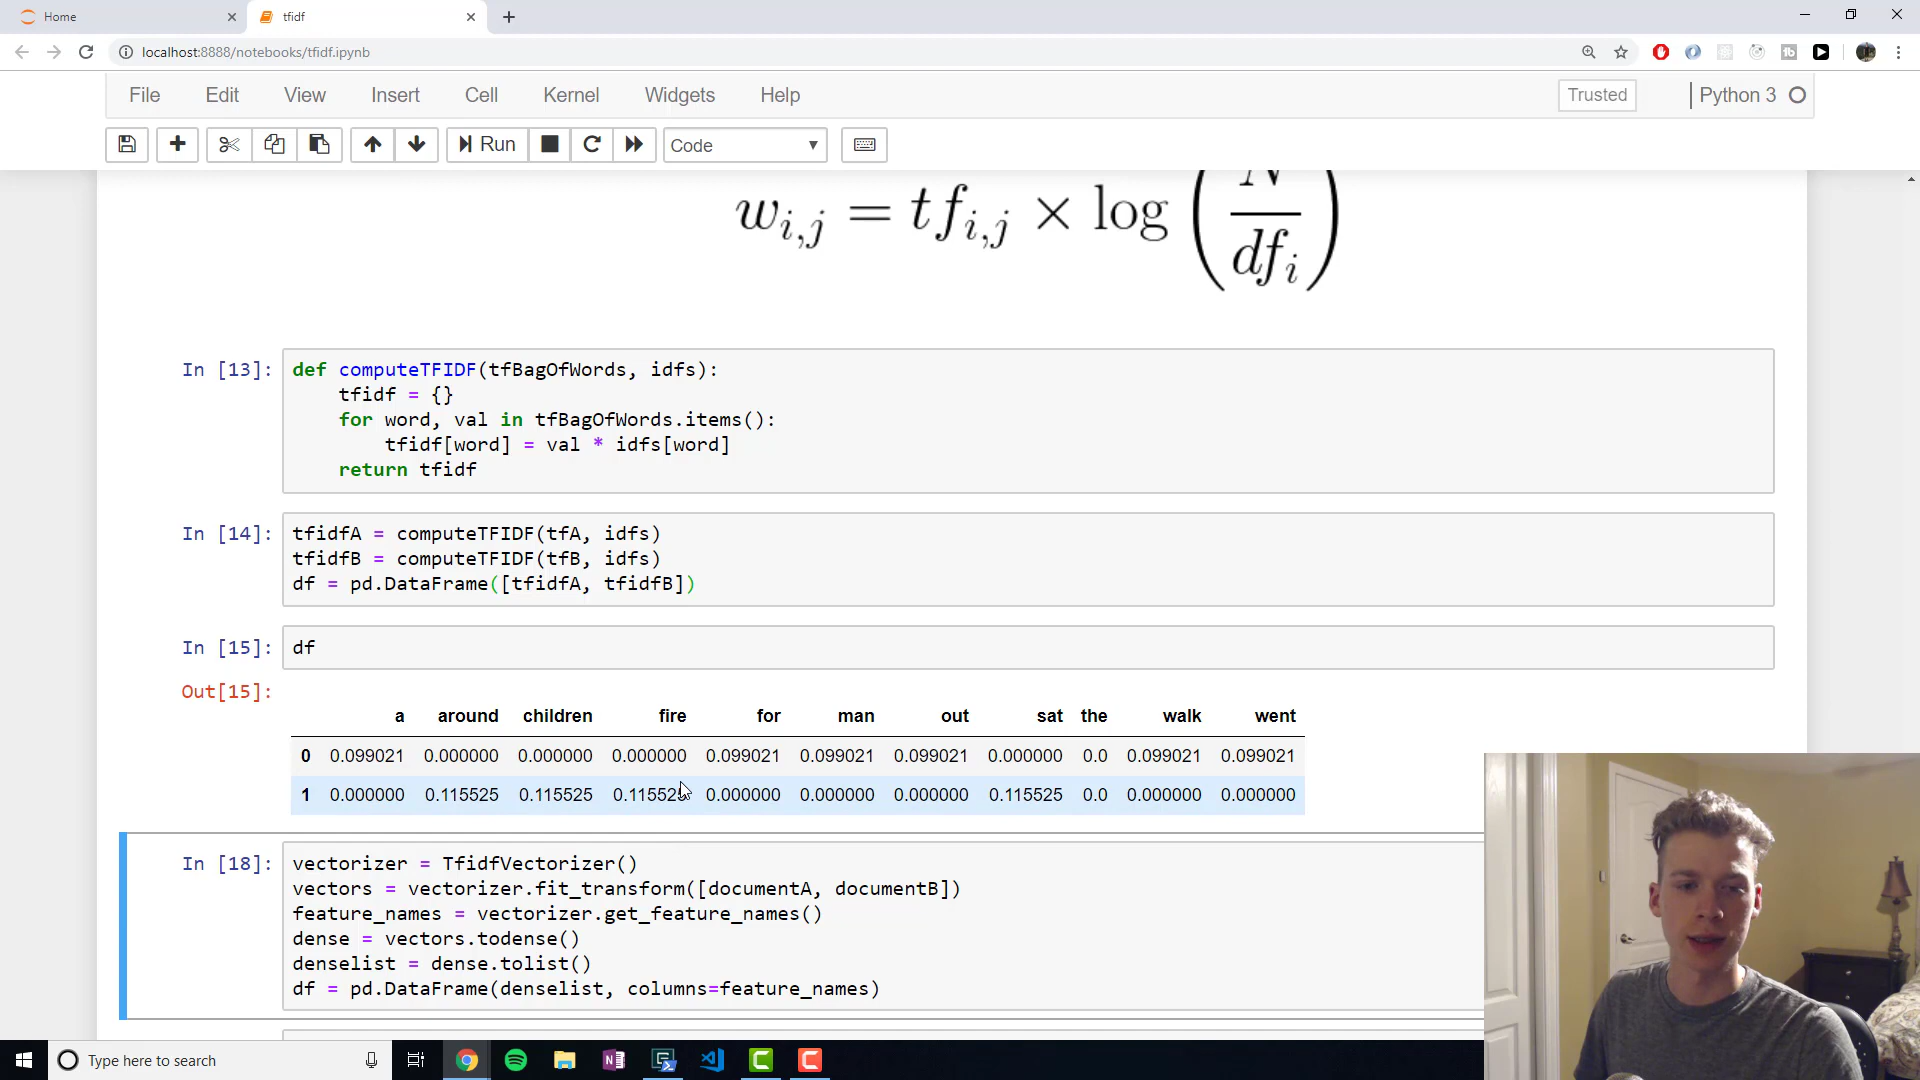 Home
tfidf
localhost:8888/notebooks/tfidf.ipynb
File Edit View Insert Cell Kernel Widgets Help
Trusted
Python 3
Run
Code
w_{i,j} = tf_{i,j} × log ( N / df_i )
In [13]:
def computeTFIDF(tfBagOfWords, idfs):
    tfidf = {}
    for word, val in tfBagOfWords.items():
        tfidf[word] = val * idfs[word]
    return tfidf
In [14]:
tfidfA = computeTFIDF(tfA, idfs)
tfidfB = computeTFIDF(tfB, idfs)
df = pd.DataFrame([tfidfA, tfidfB])
In [15]:
df
Out[15]:
a around children fire for man out sat the walk went
0 0.099021 0.000000 0.000000 0.000000 0.099021 0.099021 0.099021 0.000000 0.0 0.099021 0.099021
1 0.000000 0.115525 0.115525 0.115525 0.000000 0.000000 0.000000 0.115525 0.0 0.000000 0.000000
In [18]:
vectorizer = TfidfVectorizer()
vectors = vectorizer.fit_transform([documentA, documentB])
feature_names = vectorizer.get_feature_names()
dense = vectors.todense()
denselist = dense.tolist()
df = pd.DataFrame(denselist, columns=feature_names)
Type here to search